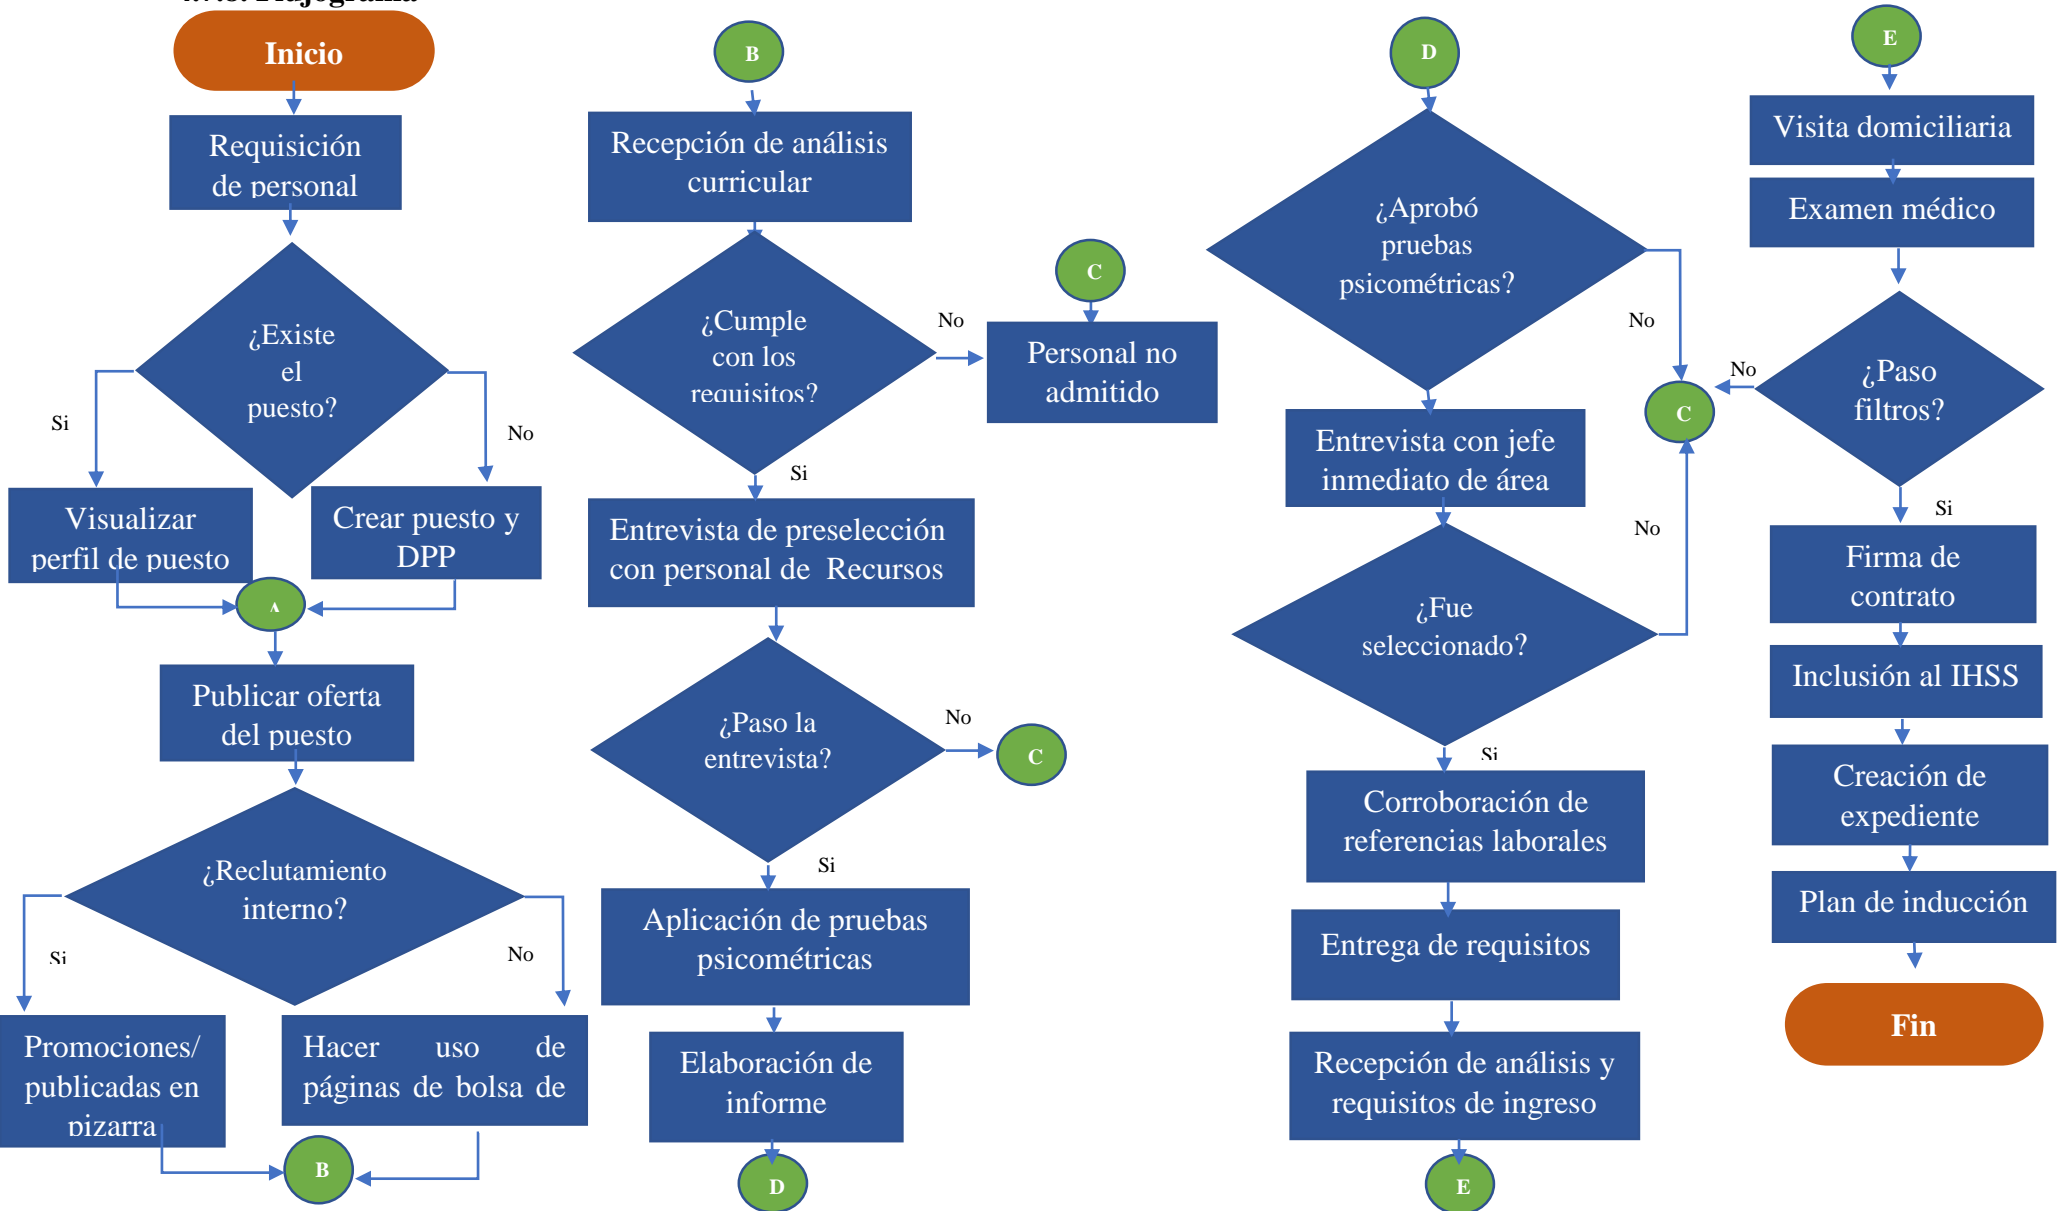 Inicio
Requisición
de personal
¿Existe
el
puesto?
Si
No
Visualizar
perfil de puesto
Crear puesto y
DPP
A
Publicar oferta
del puesto
¿Reclutamiento
interno?
Si
No
Promociones/
publicadas en
pizarra
Hacer uso de
páginas de bolsa de
B
B
Recepción de análisis
curricular
¿Cumple
con los
requisitos?
No
C
Personal no
admitido
Si
Entrevista de preselección
con personal de Recursos
¿Paso la
entrevista?
No
C
Si
Aplicación de pruebas
psicométricas
Elaboración de
informe
D
D
¿Aprobó
pruebas
psicométricas?
No
C
Entrevista con jefe
inmediato de área
No
¿Fue
seleccionado?
Si
Corroboración de
referencias laborales
Entrega de requisitos
Recepción de análisis y
requisitos de ingreso
E
E
Visita domiciliaria
Examen médico
No
¿Paso
filtros?
Si
Firma de
contrato
Inclusión al IHSS
Creación de
expediente
Plan de inducción
Fin